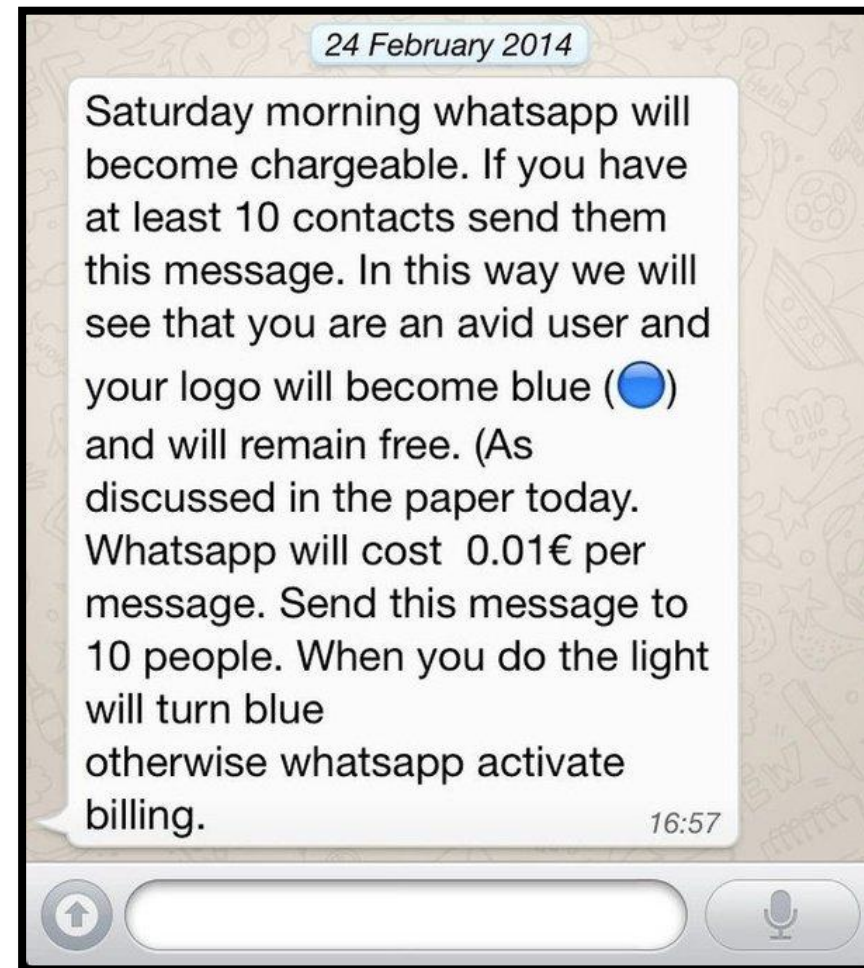 24 February 2014
Saturday morning whatsapp will
become chargeable. If you have
at least 10 contacts send them
this message. In this way we will
see that you are an avid user and
your logo will become blue (🔵)
and will remain free. (As
discussed in the paper today.
Whatsapp will cost  0.01€ per
message. Send this message to
10 people. When you do the light
will turn blue
otherwise whatsapp activate
billing.
16:57